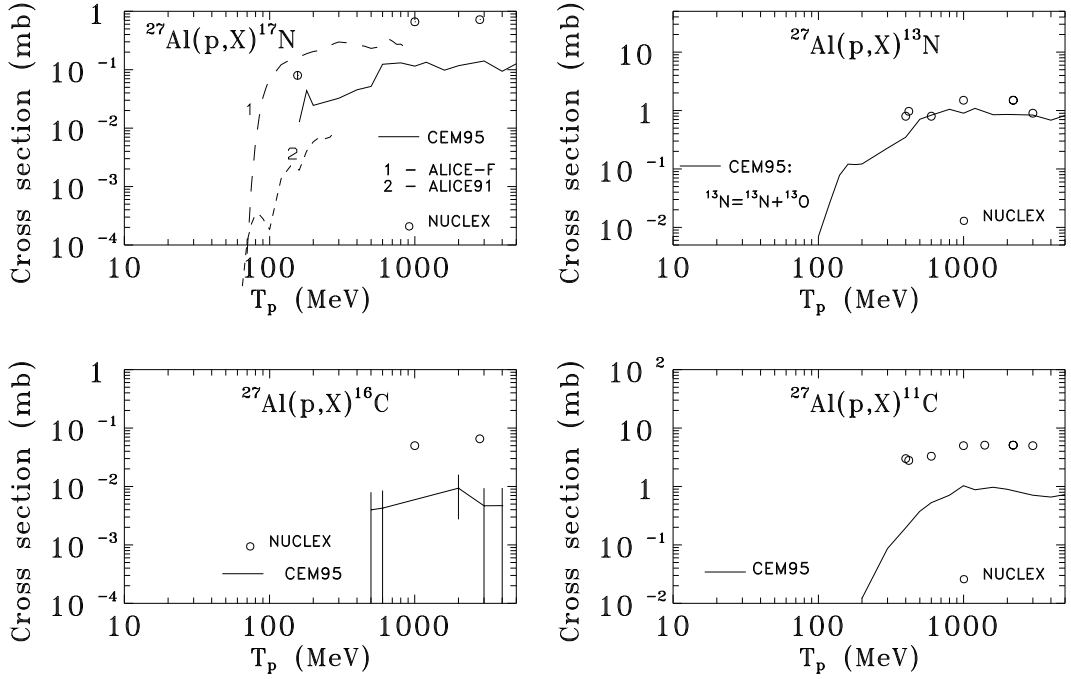 ²⁷Al(p,X)¹⁷N
Cross section (mb)
1
10⁻¹
10⁻²
10⁻³
10⁻⁴
1
2
CEM95
1 – ALICE–F
2 – ALICE91
NUCLEX
10 100 1000
Tₚ (MeV)
²⁷Al(p,X)¹³N
Cross section (mb)
10
1
10⁻¹
10⁻²
CEM95:
¹³N=¹³N+¹³O
NUCLEX
10 100 1000
Tₚ (MeV)
²⁷Al(p,X)¹⁶C
Cross section (mb)
1
10⁻¹
10⁻²
10⁻³
10⁻⁴
NUCLEX
CEM95
10 100 1000
Tₚ (MeV)
²⁷Al(p,X)¹¹C
Cross section (mb)
10²
10
1
10⁻¹
10⁻²
CEM95
NUCLEX
10 100 1000
Tₚ (MeV)